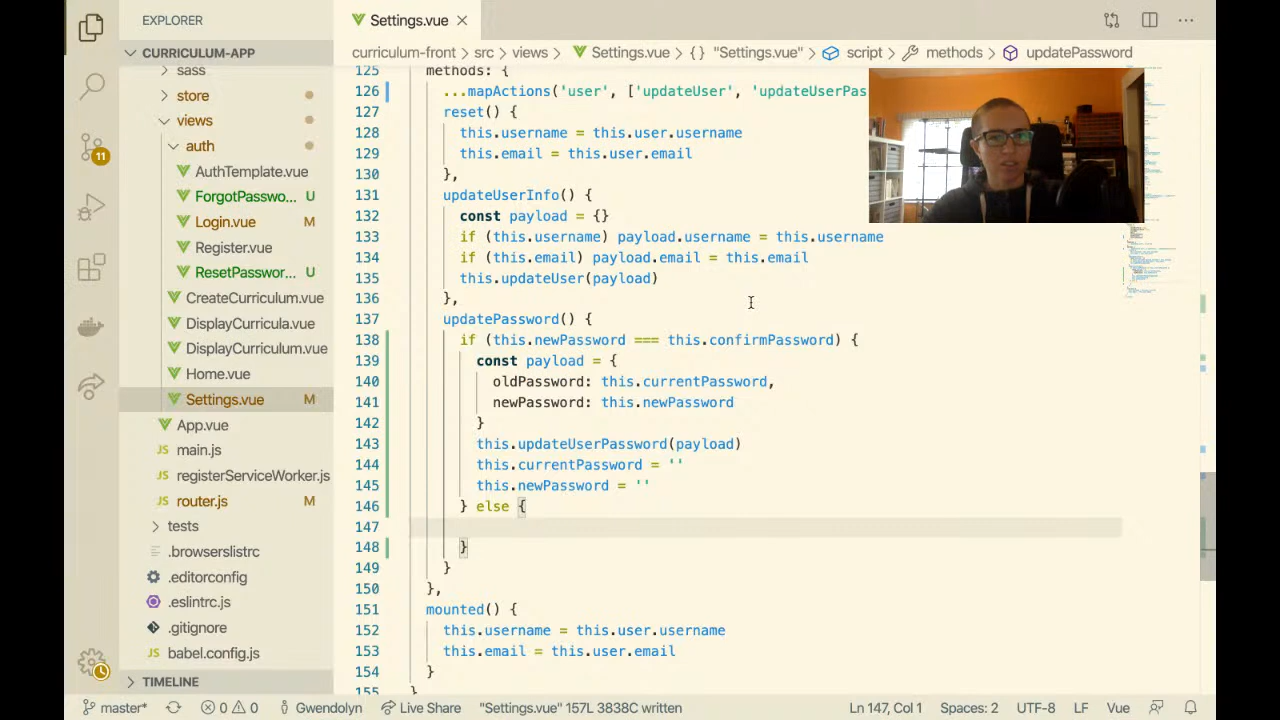 EXPLORER
Settings.vue
CURRICULUM-APP
curriculum-front
src
views
Settings.vue
{} "Settings.vue"
script
methods
updatePassword
sass
store
views
auth
AuthTemplate.vue
ForgotPasswo... U
Login.vue M
Register.vue
ResetPasswor... U
CreateCurriculum.vue
DisplayCurricula.vue
DisplayCurriculum.vue
Home.vue
Settings.vue M
App.vue
JS main.js
JS registerServiceWorker.js
JS router.js M
tests
.browserslistrc
.editorconfig
.eslintrc.js
.gitignore
JS babel.config.js
TIMELINE
11
125 methods: {
126 ...mapActions('user', ['updateUser', 'updateUserPas
127 reset() {
128 this.username = this.user.username
129 this.email = this.user.email
130 },
131 updateUserInfo() {
132 const payload = {}
133 if (this.username) payload.username = this.username
134 if (this.email) payload.email = this.email
135 this.updateUser(payload)
136 },
137 updatePassword() {
138 if (this.newPassword === this.confirmPassword) {
139 const payload = {
140 oldPassword: this.currentPassword,
141 newPassword: this.newPassword
142 }
143 this.updateUserPassword(payload)
144 this.currentPassword = ''
145 this.newPassword = ''
146 } else {
147
148 }
149 }
150 },
151 mounted() {
152 this.username = this.user.username
153 this.email = this.user.email
154 }
155 }
master*
0
0
Gwendolyn
Live Share
"Settings.vue" 157L 3838C written
Ln 147, Col 1
Spaces: 2
UTF-8
LF
Vue